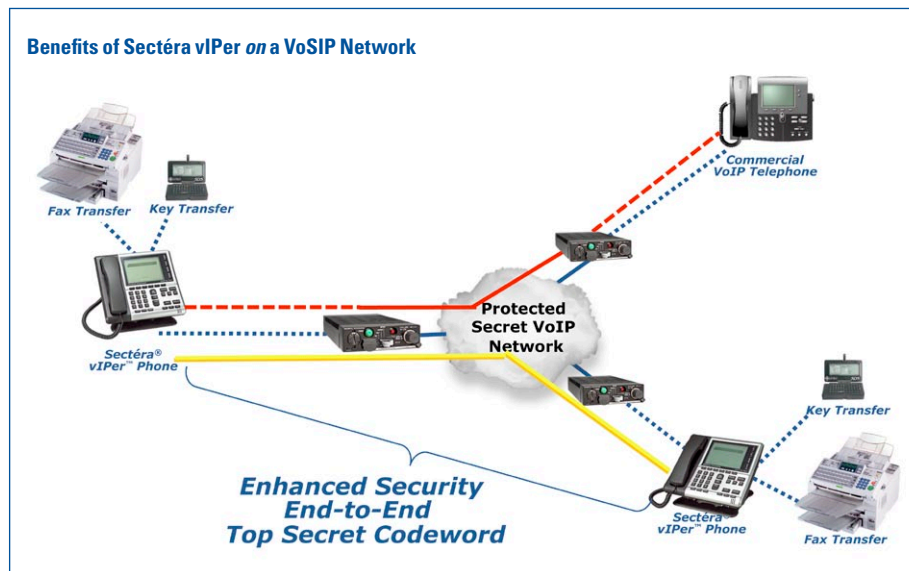 Benefits of Sectéra vIPer on a VoSIP Network
Fax Transfer
Key Transfer
Commercial
VoIP Telephone
Protected
Secret VoIP
Network
Sectéra®
vIPer™ Phone
Key Transfer
Enhanced Security
End-to-End
Top Secret Codeword
Sectéra®
vIPer™ Phone
Fax Transfer